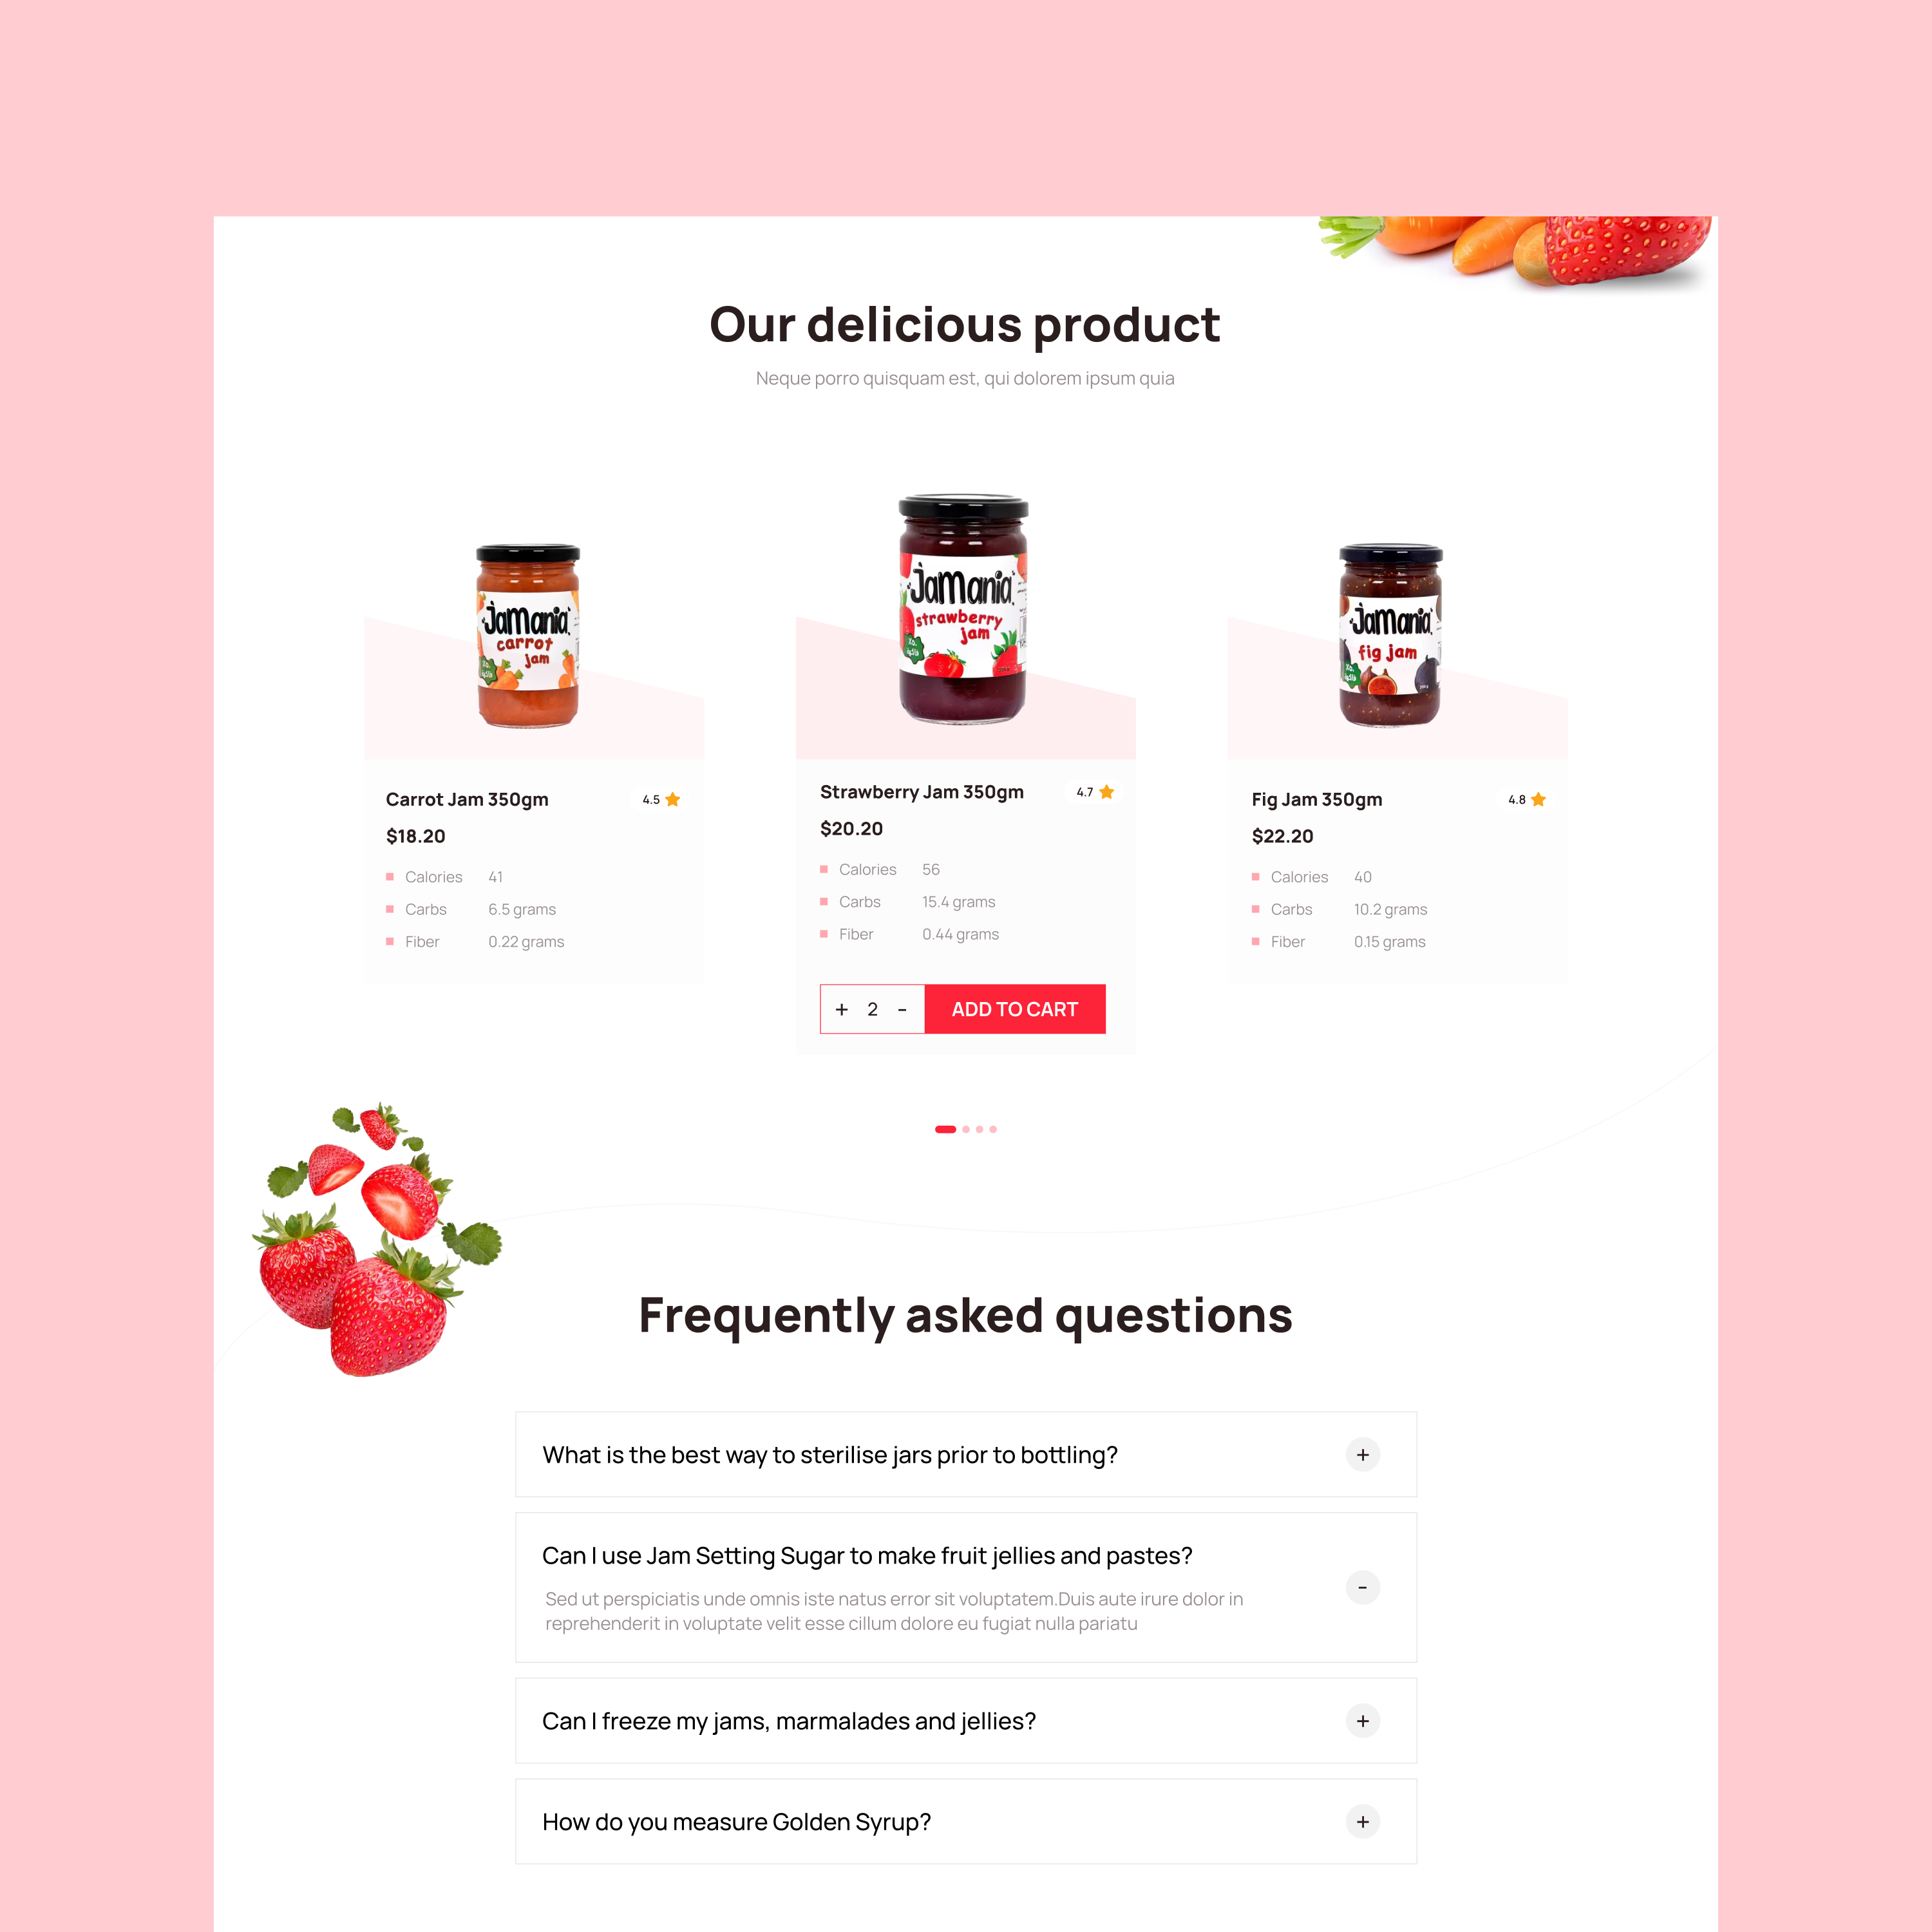 Our delicious product
Neque porro quisquam est, qui dolorem ipsum quia
JaMania
carrot
jam
JaMania
strawberry
jam
JaMania
fig jam
Carrot Jam 350gm 4.5
$18.20
Calories 41
Carbs 6.5 grams
Fiber 0.22 grams
Strawberry Jam 350gm 4.7
$20.20
Calories 56
Carbs 15.4 grams
Fiber 0.44 grams
+ 2 - ADD TO CART
Fig Jam 350gm 4.8
$22.20
Calories 40
Carbs 10.2 grams
Fiber 0.15 grams
Frequently asked questions
What is the best way to sterilise jars prior to bottling? +
Can I use Jam Setting Sugar to make fruit jellies and pastes? -
Sed ut perspiciatis unde omnis iste natus error sit voluptatem.Duis aute irure dolor in
reprehenderit in voluptate velit esse cillum dolore eu fugiat nulla pariatu
Can I freeze my jams, marmalades and jellies? +
How do you measure Golden Syrup? +